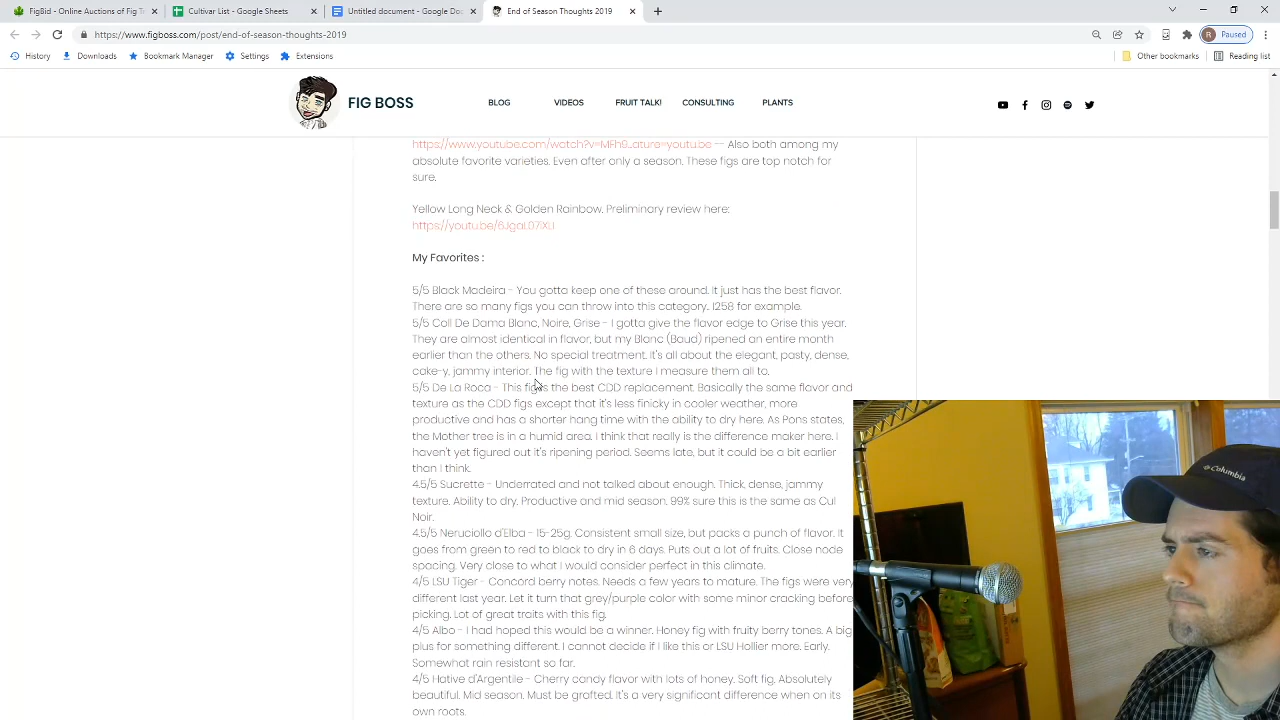 FigBid - Online Auctions of Fig T
Cultivar List - Google Sheets
Untitled document - Google Doc
End of Season Thoughts 2019
https://www.figboss.com/post/end-of-season-thoughts-2019
Paused
History
Downloads
Bookmark Manager
Settings
Extensions
Other bookmarks
Reading list
FIG BOSS
BLOG
VIDEOS
FRUIT TALK!
CONSULTING
PLANTS
https://www.youtube.com/watch?v=MFh9...ature=youtu.be -- Also both among my
absolute favorite varieties. Even after only a season. These figs are top notch for
sure.
Yellow Long Neck & Golden Rainbow. Preliminary review here:
My Favorites :
5/5 Black Madeira - You gotta keep one of these around. It just has the best flavor.
There are so many figs you can throw into this category. 1258 for example.
5/5 Coll De Dama Blanc, Noire, Grise - I gotta give the flavor edge to Grise this year.
They are almost identical in flavor, but my Blanc (Baud) ripened an entire month
earlier than the others. No special treatment. It's all about the elegant, pasty, dense,
cake-y, jammy interior. The fig with the texture I measure them all to.
5/5 De La Roca - This fig is the best CDD replacement. Basically the same flavor and
texture as the CDD figs except that it's less finicky in cooler weather, more
productive and has a shorter hang time with the ability to dry here. As Pons states,
the Mother tree is in a humid area. I think that really is the difference maker here. I
haven't yet figured out it's ripening period. Seems late, but it could be a bit earlier
than I think.
4.5/5 Sucrette - Underrated and not talked about enough. Thick, dense, jammy
texture. Ability to dry. Productive and mid season. 99% sure this is the same as Cul
Noir.
4.5/5 Neruciollo d'Elba - 15-25g. Consistent small size, but packs a punch of flavor. It
goes from green to red to black to dry in 6 days. Puts out a lot of fruits. Close node
spacing. Very close to what I would consider perfect in this climate.
4/5 LSU Tiger - Concord berry notes. Needs a few years to mature. The figs were very
different last year. Let it turn that grey/purple color with some minor cracking before
picking. Lot of great traits with this fig.
4/5 Albo - I had hoped this would be a winner. Honey fig with fruity berry tones. A big
plus for something different. I cannot decide if I like this or LSU Hollier more. Early.
Somewhat rain resistant so far.
4/5 Hative d'Argentile - Cherry candy flavor with lots of honey. Soft fig. Absolutely
beautiful. Mid season. Must be grafted. It's a very significant difference when on its
own roots.
Columbia